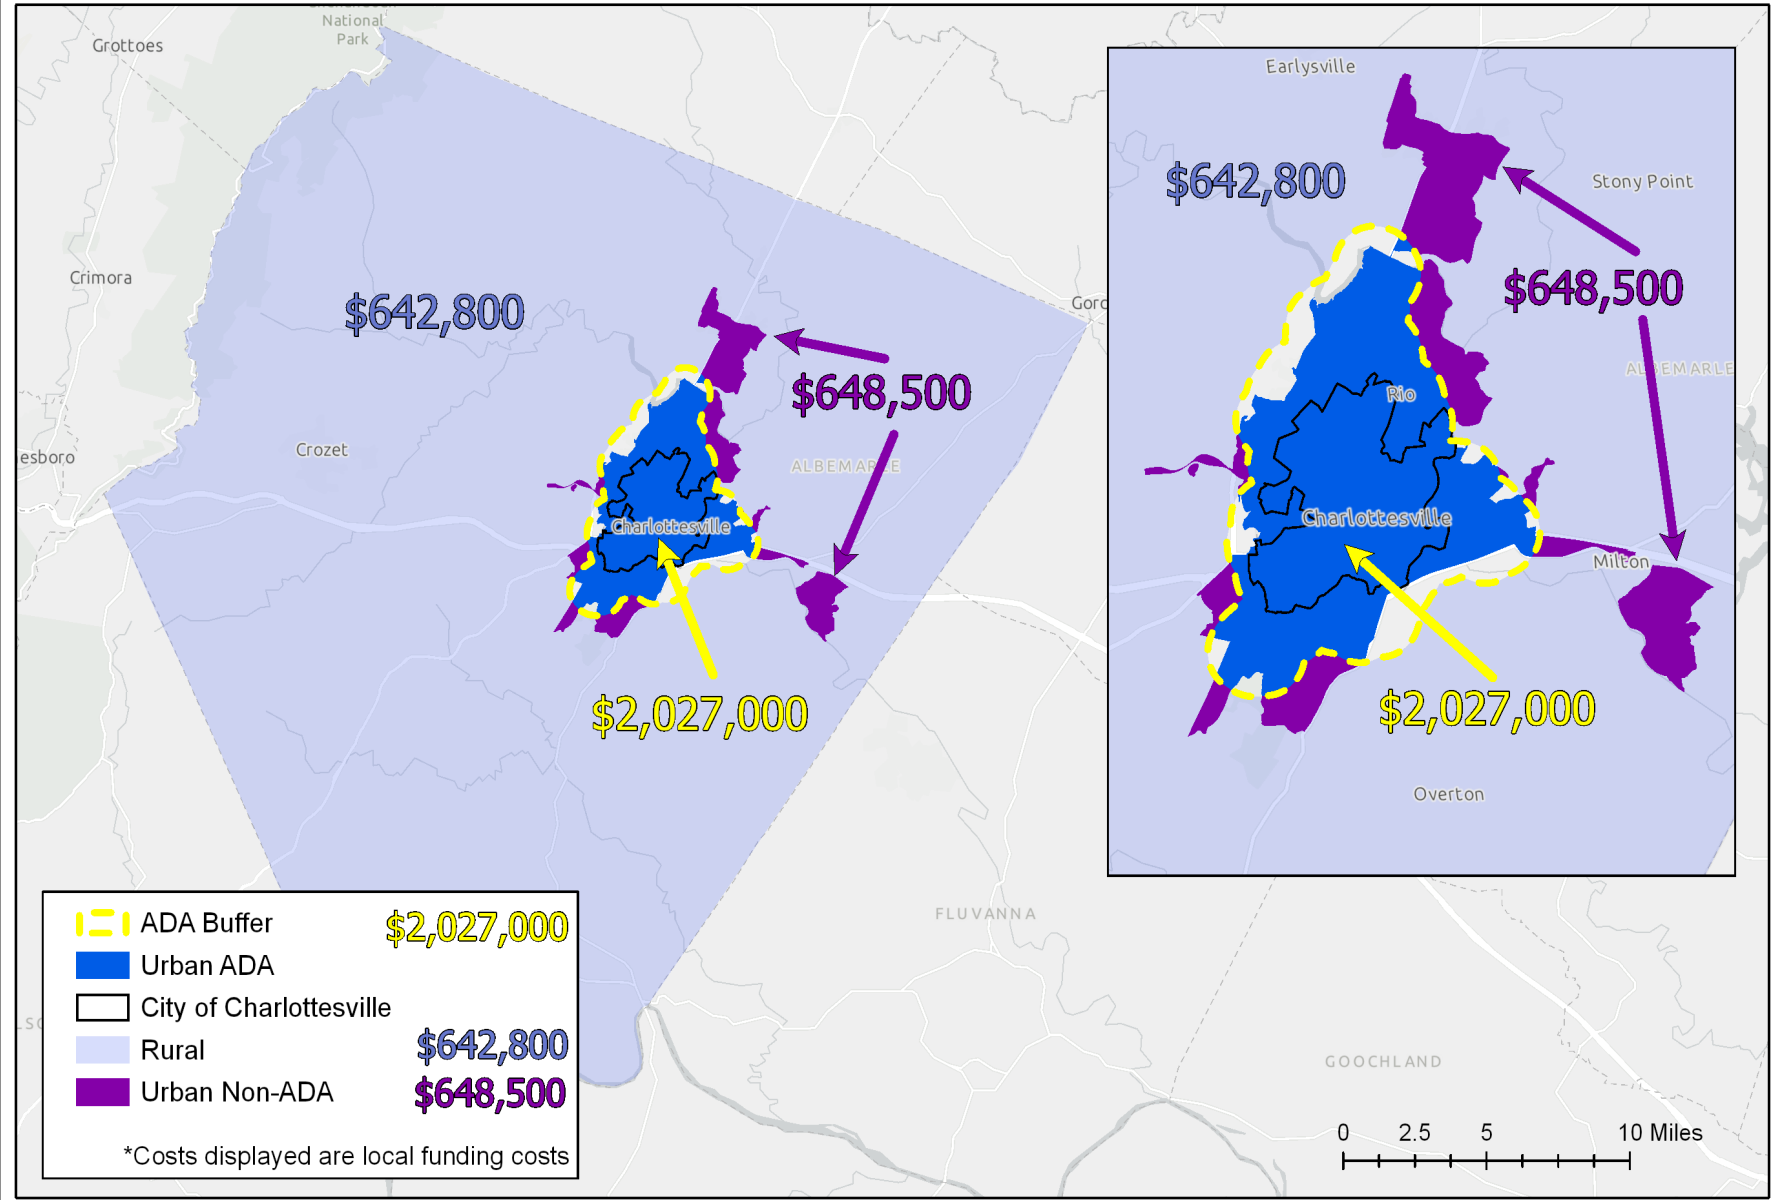 National
Park
Grottoes
Crimora
esboro
Crozet
$642,800
$648,500
ALBEMARLE
Charlottesville
$2,027,000
Gord
FLUVANNA
GOOCHLAND
Earlysville
$642,800
Stony Point
$648,500
ALBEMARLE
Rio
Charlottesville
Milton
$2,027,000
Overton
ADA Buffer $2,027,000
Urban ADA
City of Charlottesville
Rural $642,800
Urban Non-ADA $648,500
*Costs displayed are local funding costs
0 2.5 5 10 Miles